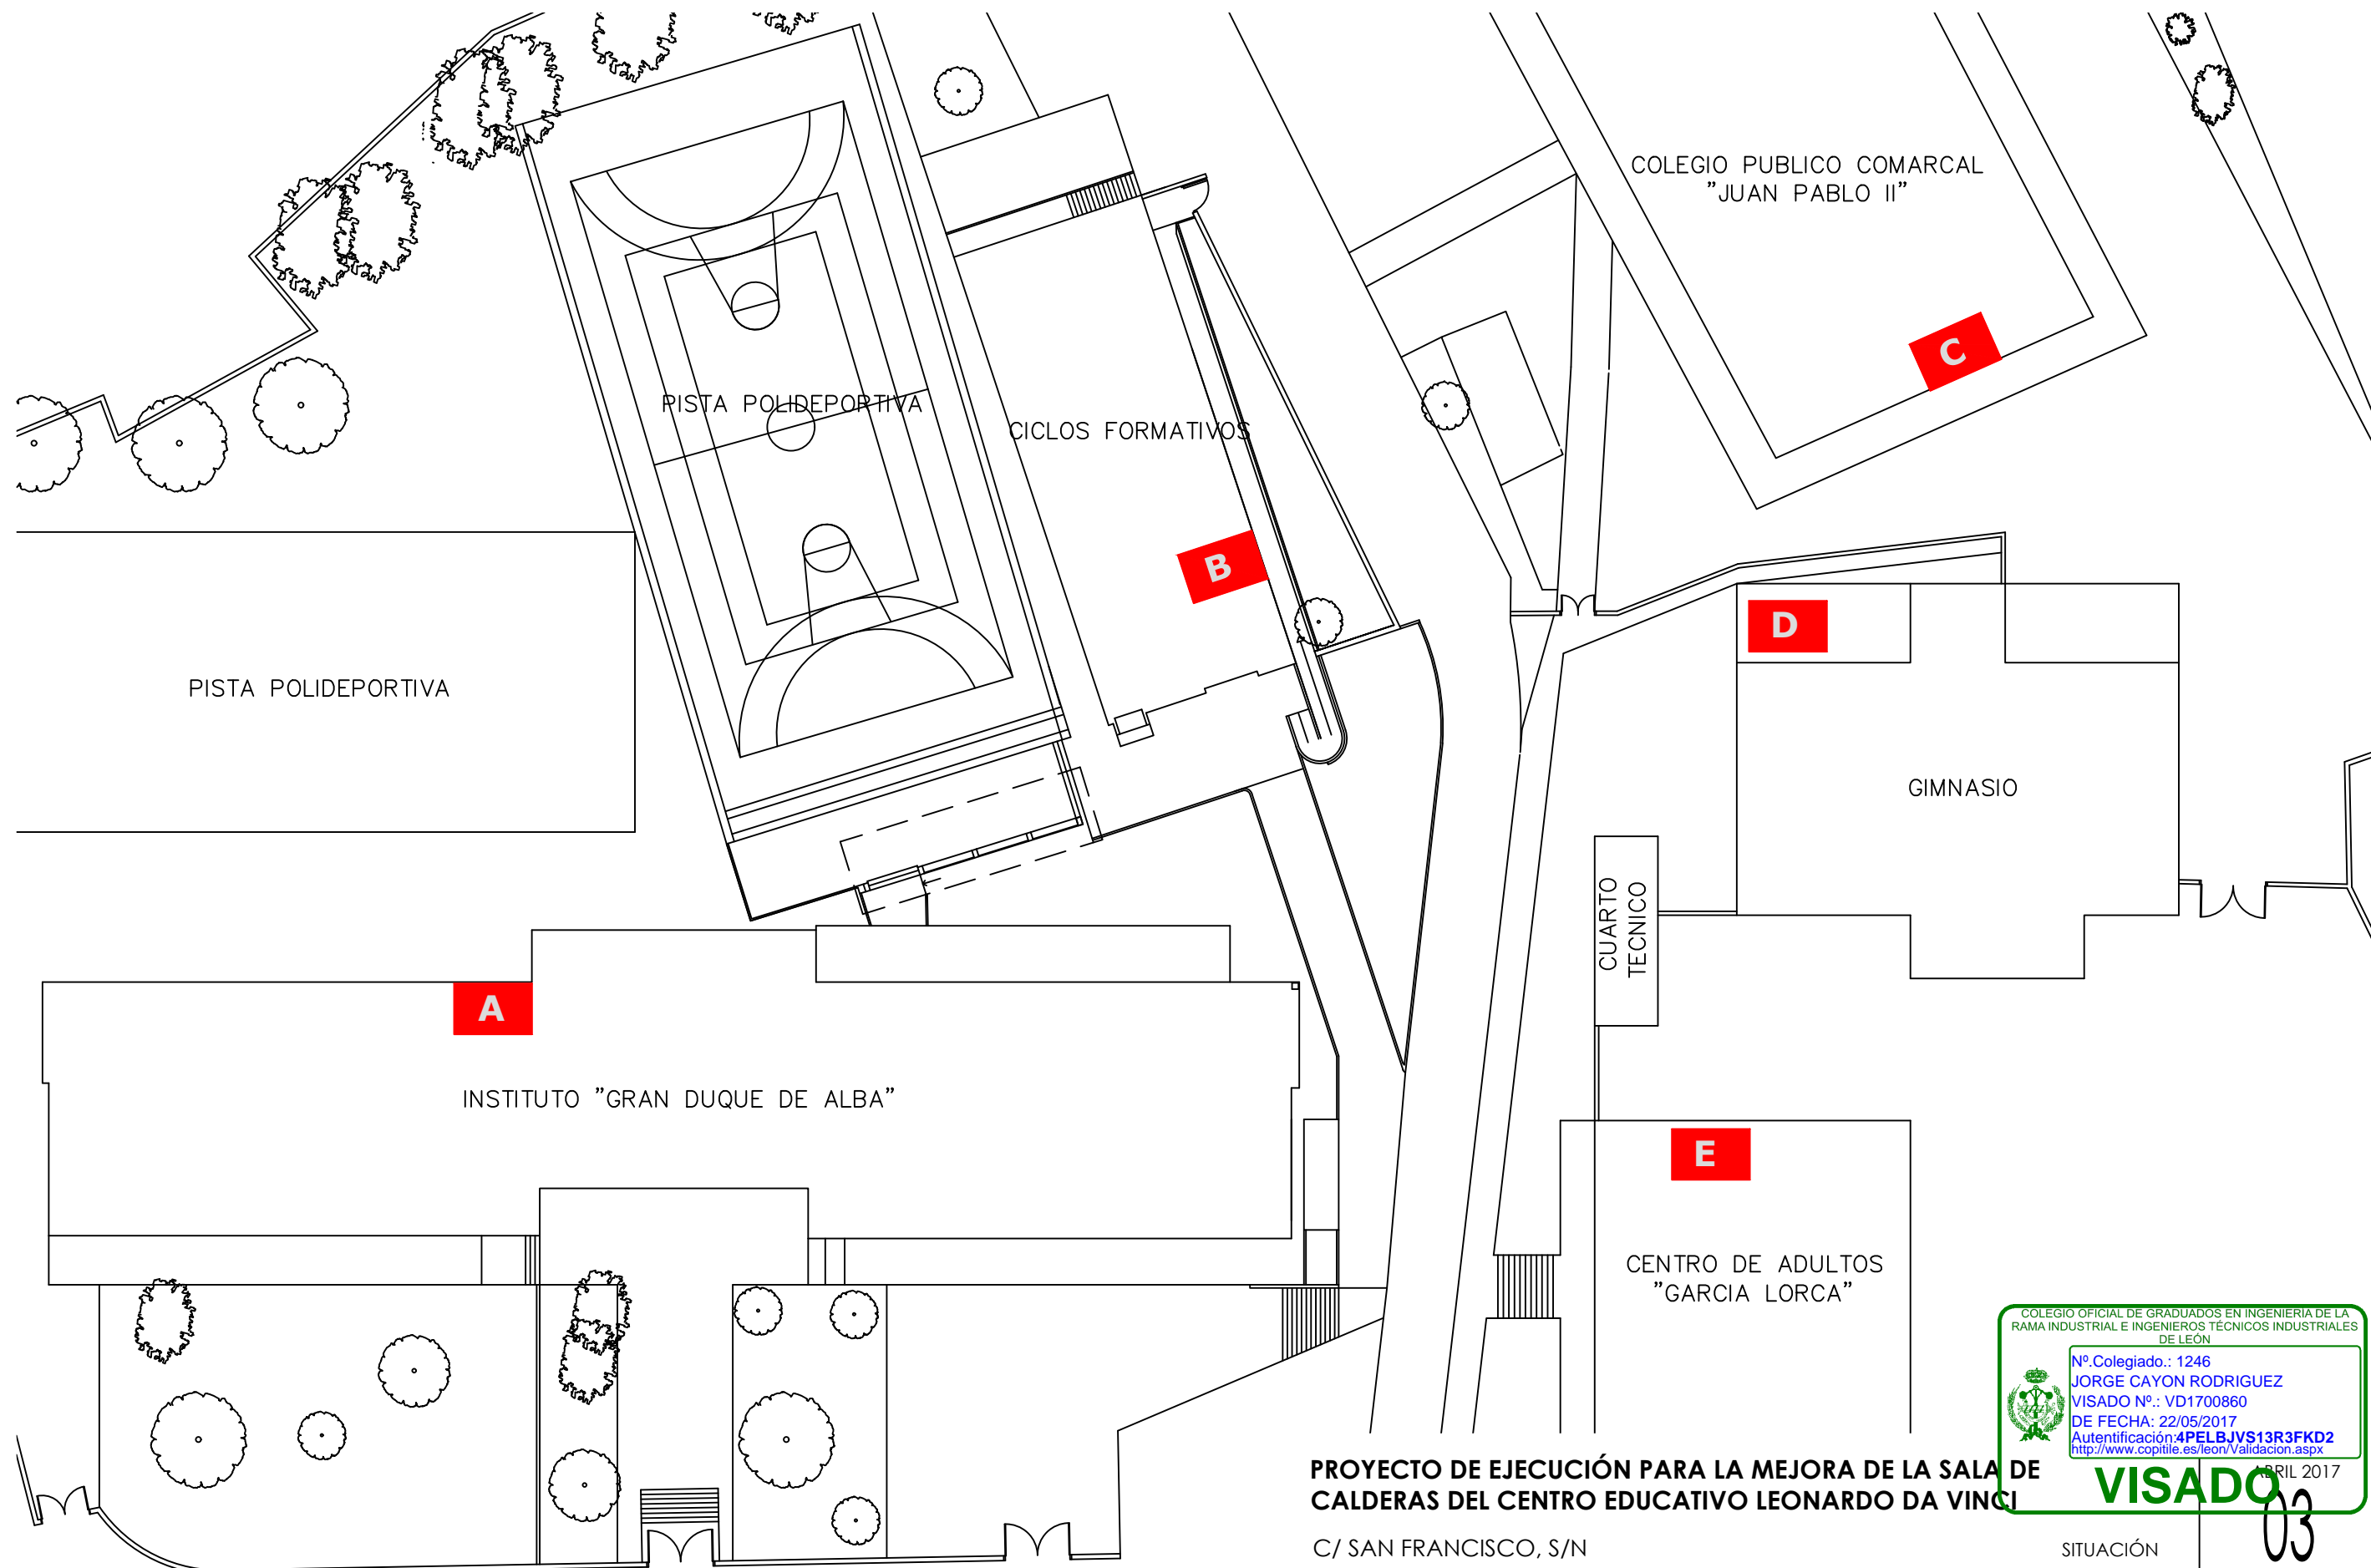 COLEGIO PUBLICO COMARCAL
"JUAN PABLO II"
C
PISTA POLIDEPORTIVA
CICLOS FORMATIVOS
B
D
PISTA POLIDEPORTIVA
GIMNASIO
CUARTO
TECNICO
A
INSTITUTO "GRAN DUQUE DE ALBA"
E
CENTRO DE ADULTOS
"GARCIA LORCA"
COLEGIO OFICIAL DE GRADUADOS EN INGENIERIA DE LA
RAMA INDUSTRIAL E INGENIEROS TÉCNICOS INDUSTRIALES
DE LEÓN
Nº.Colegiado.: 1246
JORGE CAYON RODRIGUEZ
VISADO Nº.: VD1700860
DE FECHA: 22/05/2017
Autentificación:4PELBJVS13R3FKD2
http://www.copitile.es/leon/Validacion.aspx
VISADO
PROYECTO DE EJECUCIÓN PARA LA MEJORA DE LA SALA DE
CALDERAS DEL CENTRO EDUCATIVO LEONARDO DA VINCI
ABRIL 2017
C/ SAN FRANCISCO, S/N
SITUACIÓN
03